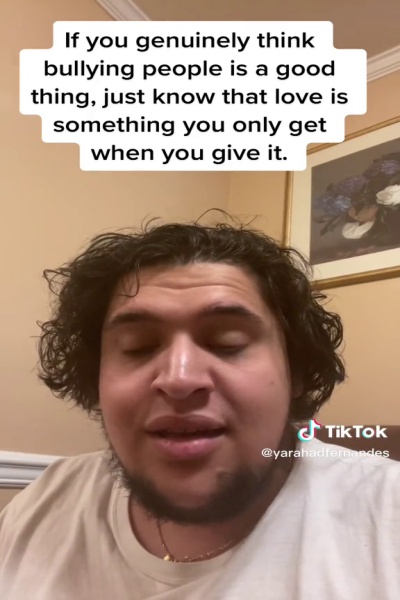 If you genuinely think
bullying people is a good
thing, just know that love is
something you only get
when you give it.
TikTok
@yarahadfernandes